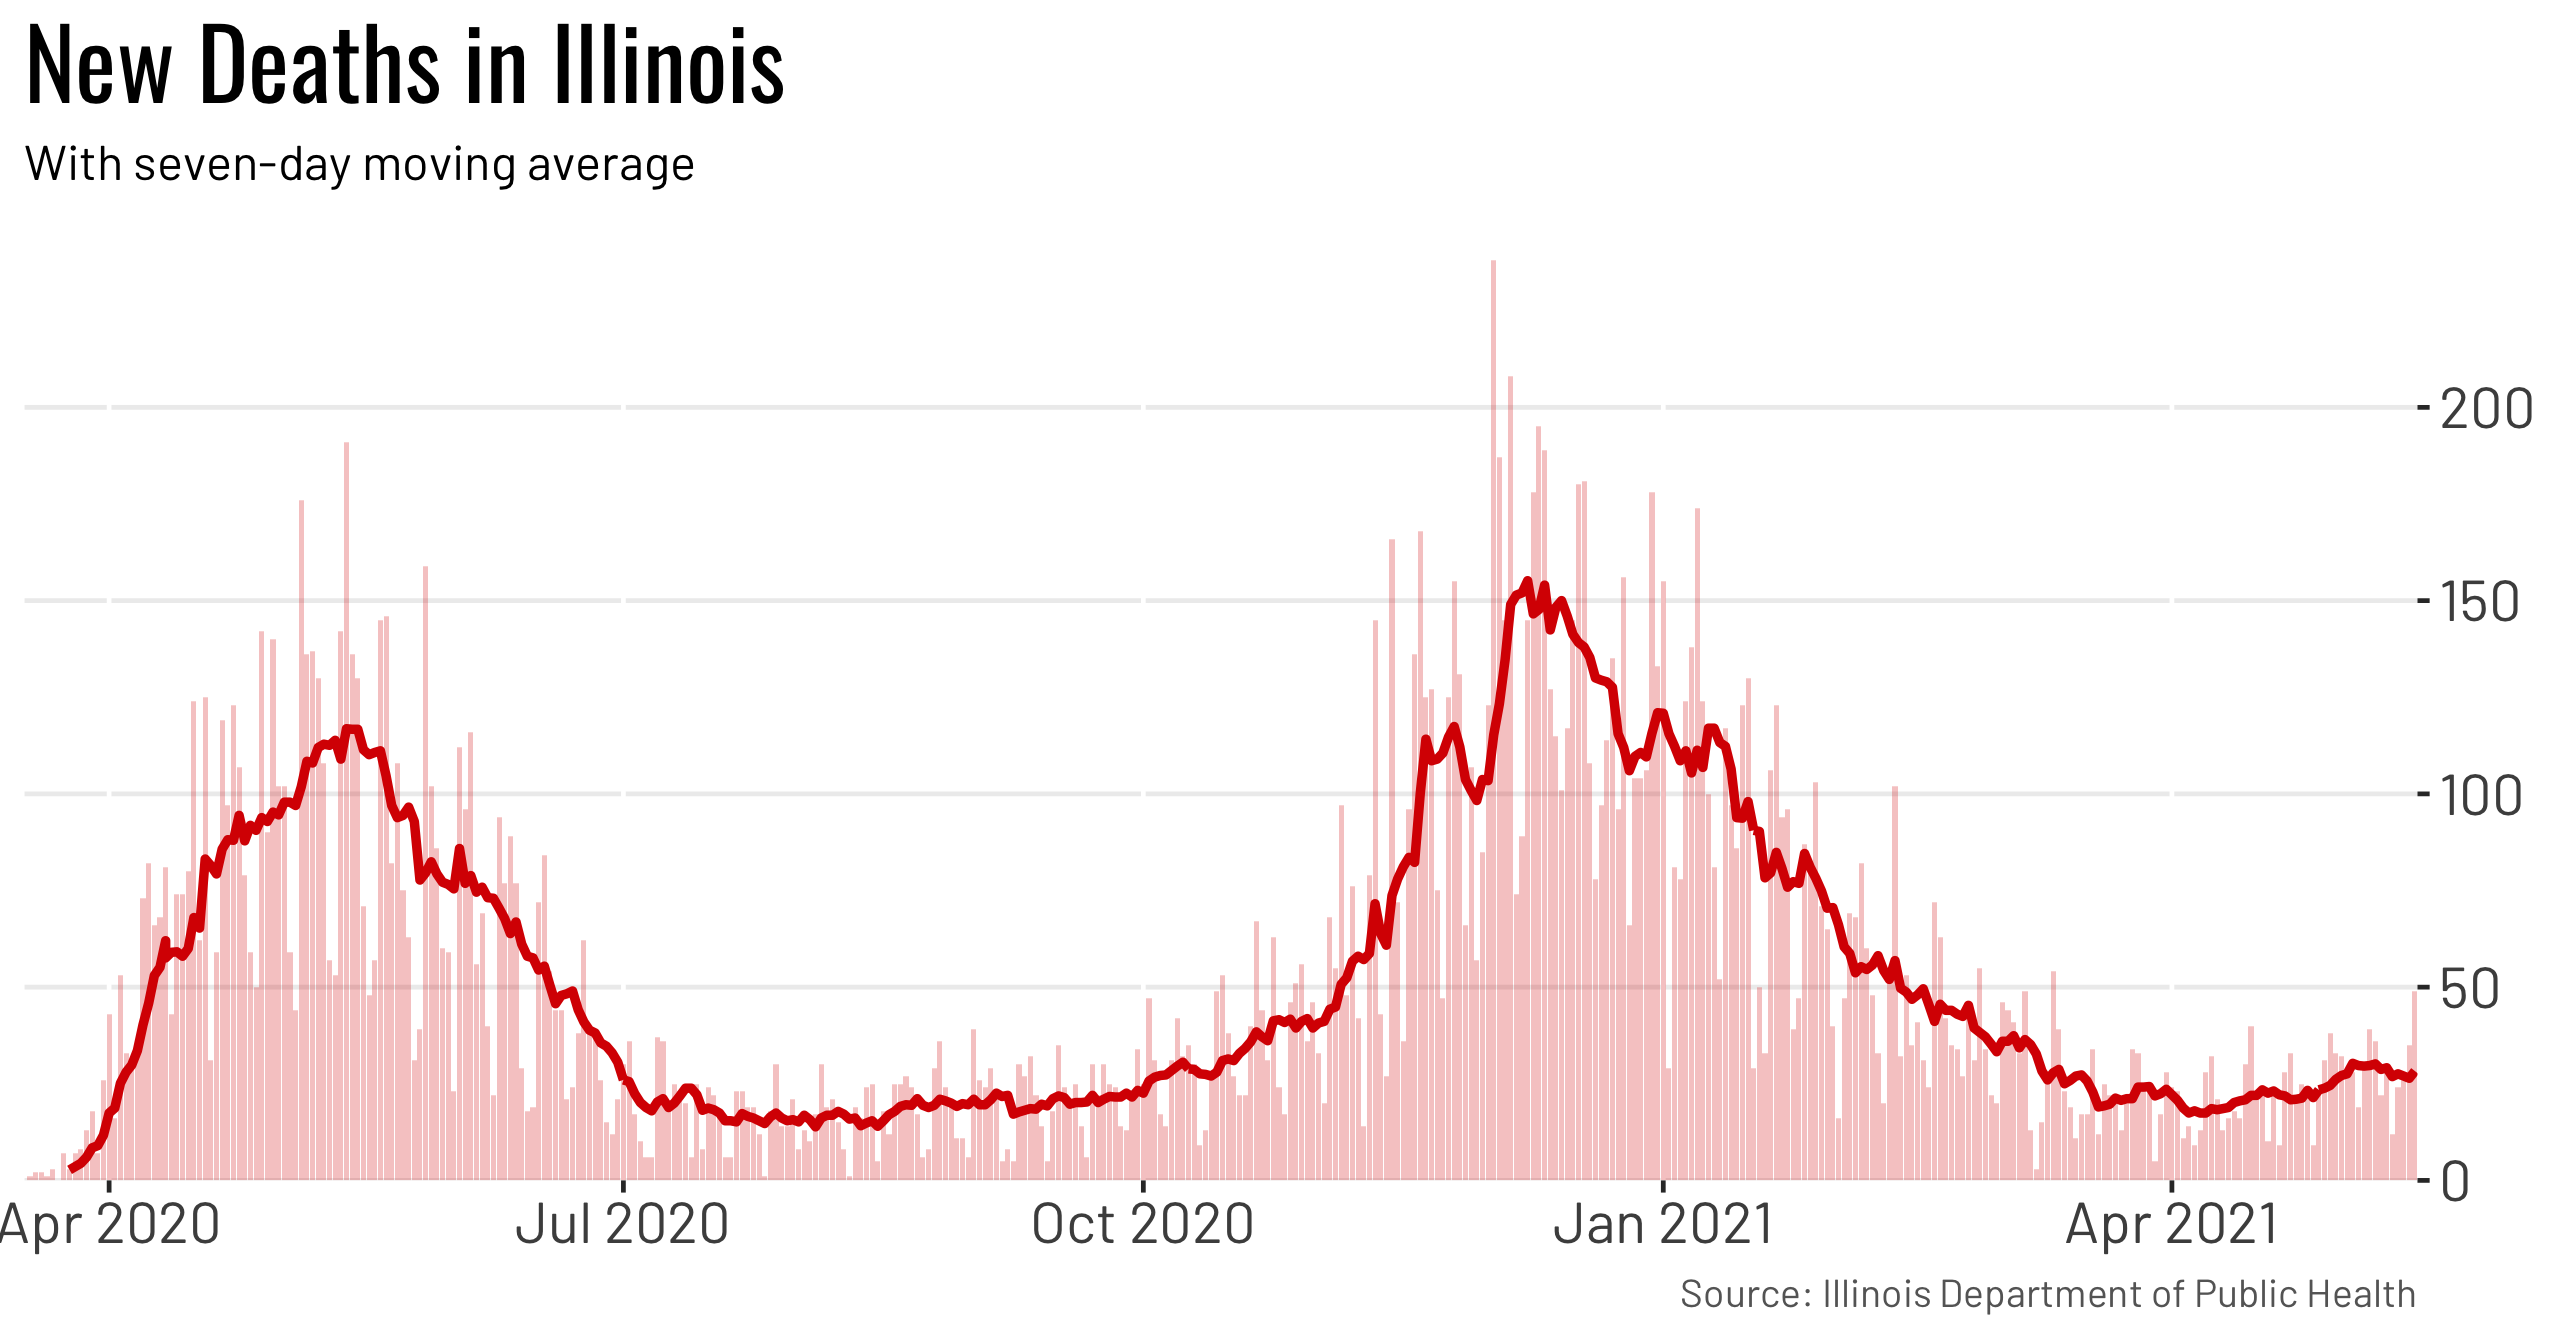 New Deaths in Illinois
With seven-day moving average
200
150
100
50
0
Apr 2020 Jul 2020 Oct 2020 Jan 2021 Apr 2021
Source: Illinois Department of Public Health